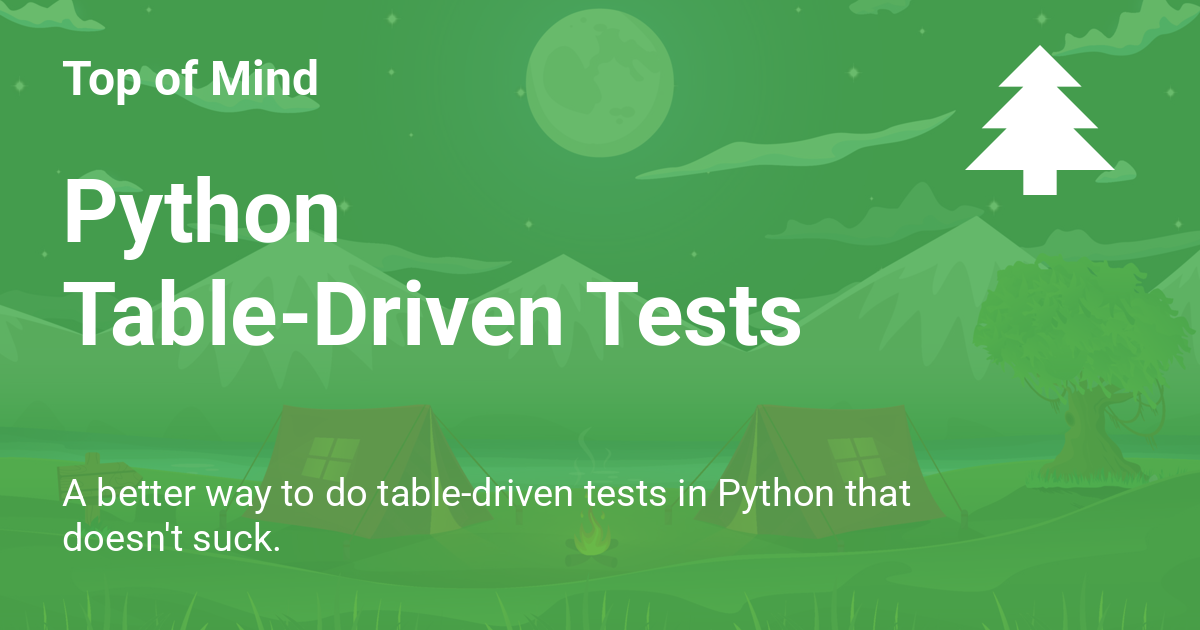 Top of Mind
Python
Table-Driven Tests
A better way to do table-driven tests in Python that
doesn't suck.